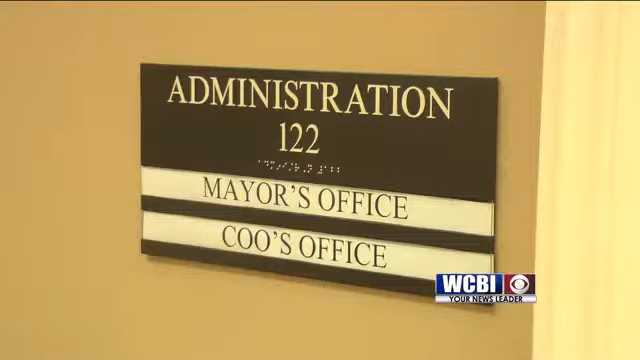 ADMINISTRATION
122
MAYOR'S OFFICE
COO'S OFFICE
WCBI
YOUR NEWS LEADER